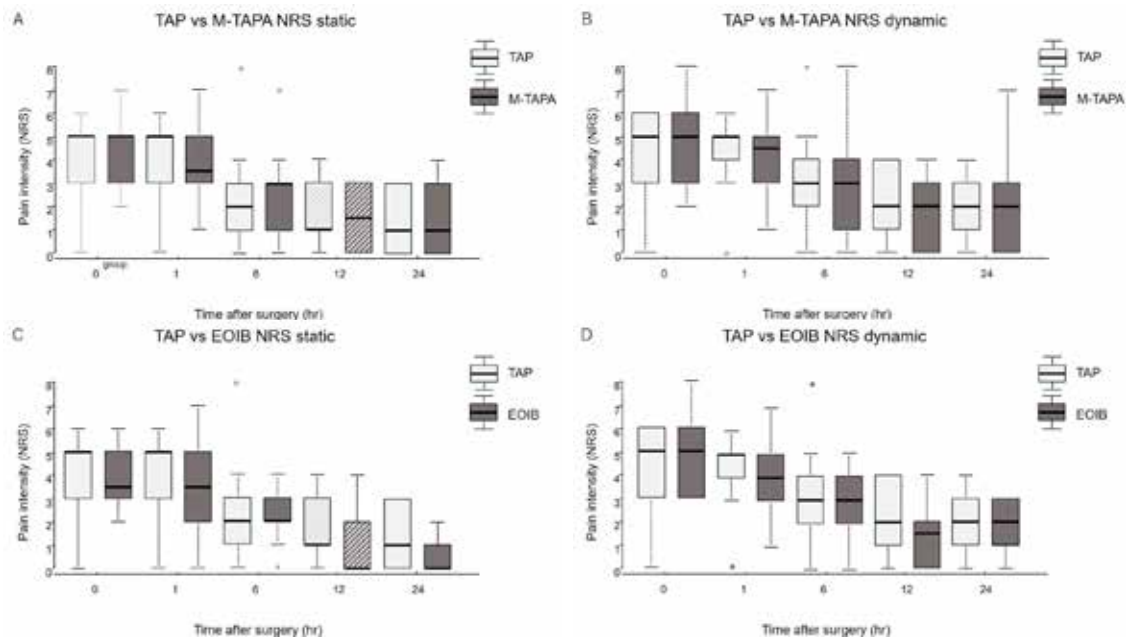 A
TAP vs M-TAPA NRS static
TAP
M-TAPA
Pain intensity (NRS)
8
7
6
5
4
3
2
1
0
0 group 1 6 12 24
Time after surgery (hr)
B
TAP vs M-TAPA NRS dynamic
TAP
M-TAPA
Pain intensity (NRS)
8
7
6
5
4
3
2
1
0
0 1 6 12 24
Time after surgery (hr)
C
TAP vs EOIB NRS static
TAP
EOIB
Pain intensity (NRS)
8
7
6
5
4
3
2
1
0
0 1 6 12 24
Time after surgery (hr)
D
TAP vs EOIB NRS dynamic
TAP
EOIB
Pain intensity (NRS)
8
7
6
5
4
3
2
1
0
0 1 6 12 24
Time after surgery (hr)